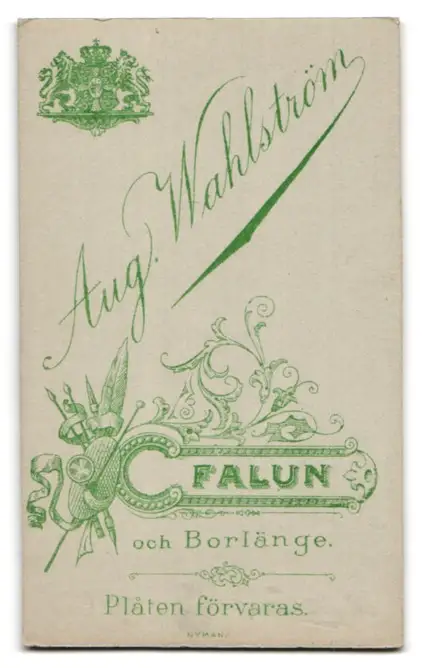 Aug. Wahlström
FALUN
och Borlänge.
Plåten förvaras.